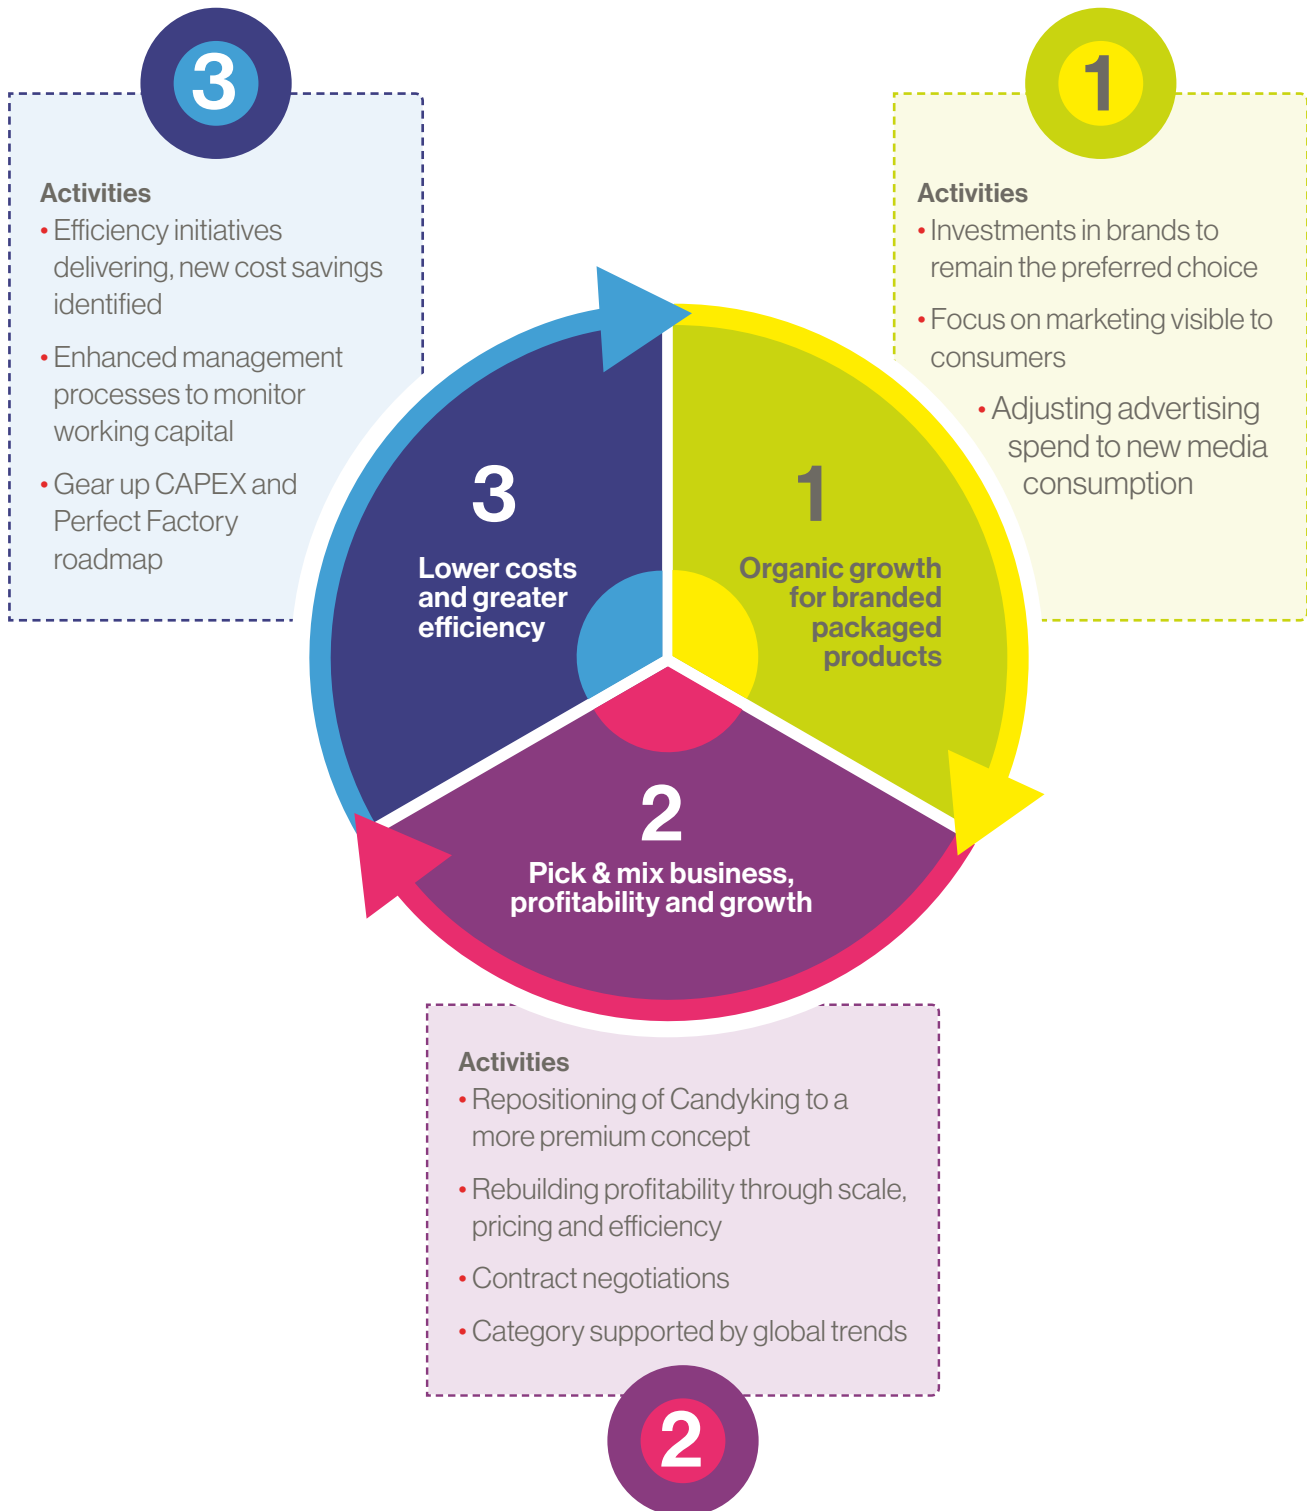 3
Activities
• Efficiency initiatives
delivering, new cost savings
identified
• Enhanced management
processes to monitor
working capital
• Gear up CAPEX and
Perfect Factory
roadmap
1
Activities
• Investments in brands to
remain the preferred choice
• Focus on marketing visible to
consumers
• Adjusting advertising
spend to new media
consumption
3
Lower costs
and greater
efficiency
1
Organic growth
for branded
packaged
products
2
Pick & mix business,
profitability and growth
Activities
• Repositioning of Candyking to a
more premium concept
• Rebuilding profitability through scale,
pricing and efficiency
• Contract negotiations
• Category supported by global trends
2